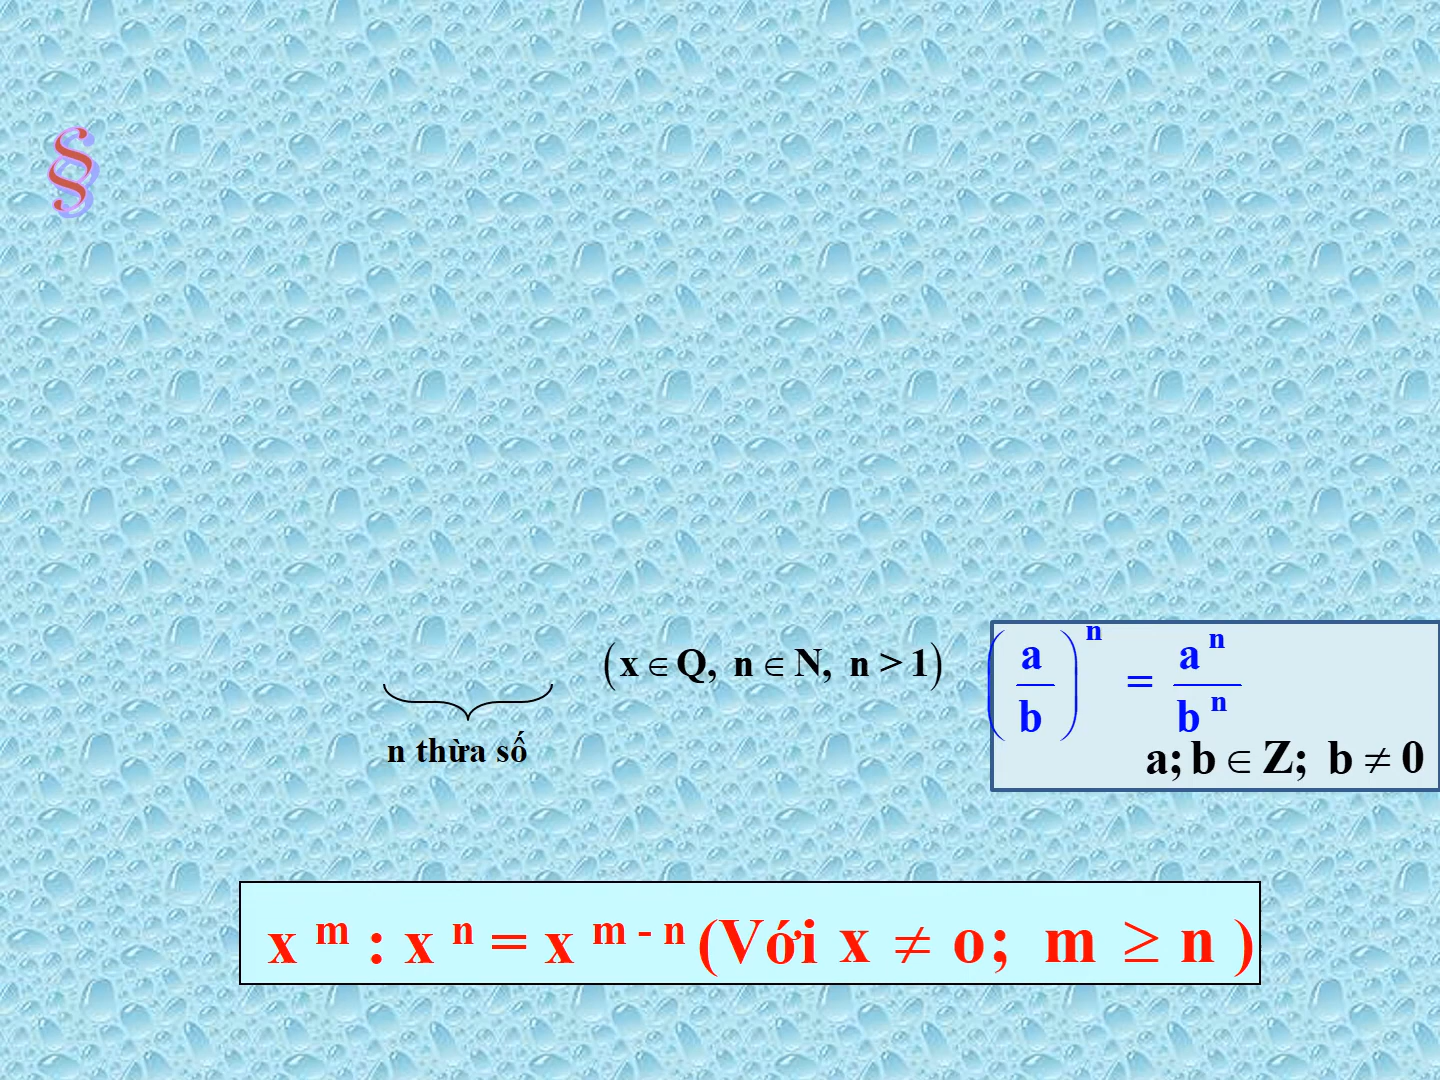 §
(x ∈ Q, n ∈ N, n > 1)
n thừa số
(a/b)ⁿ = aⁿ/bⁿ
a; b ∈ Z; b ≠ 0
x ᵐ : x ⁿ = x ᵐ ⁻ ⁿ (Với x ≠ o; m ≥ n )